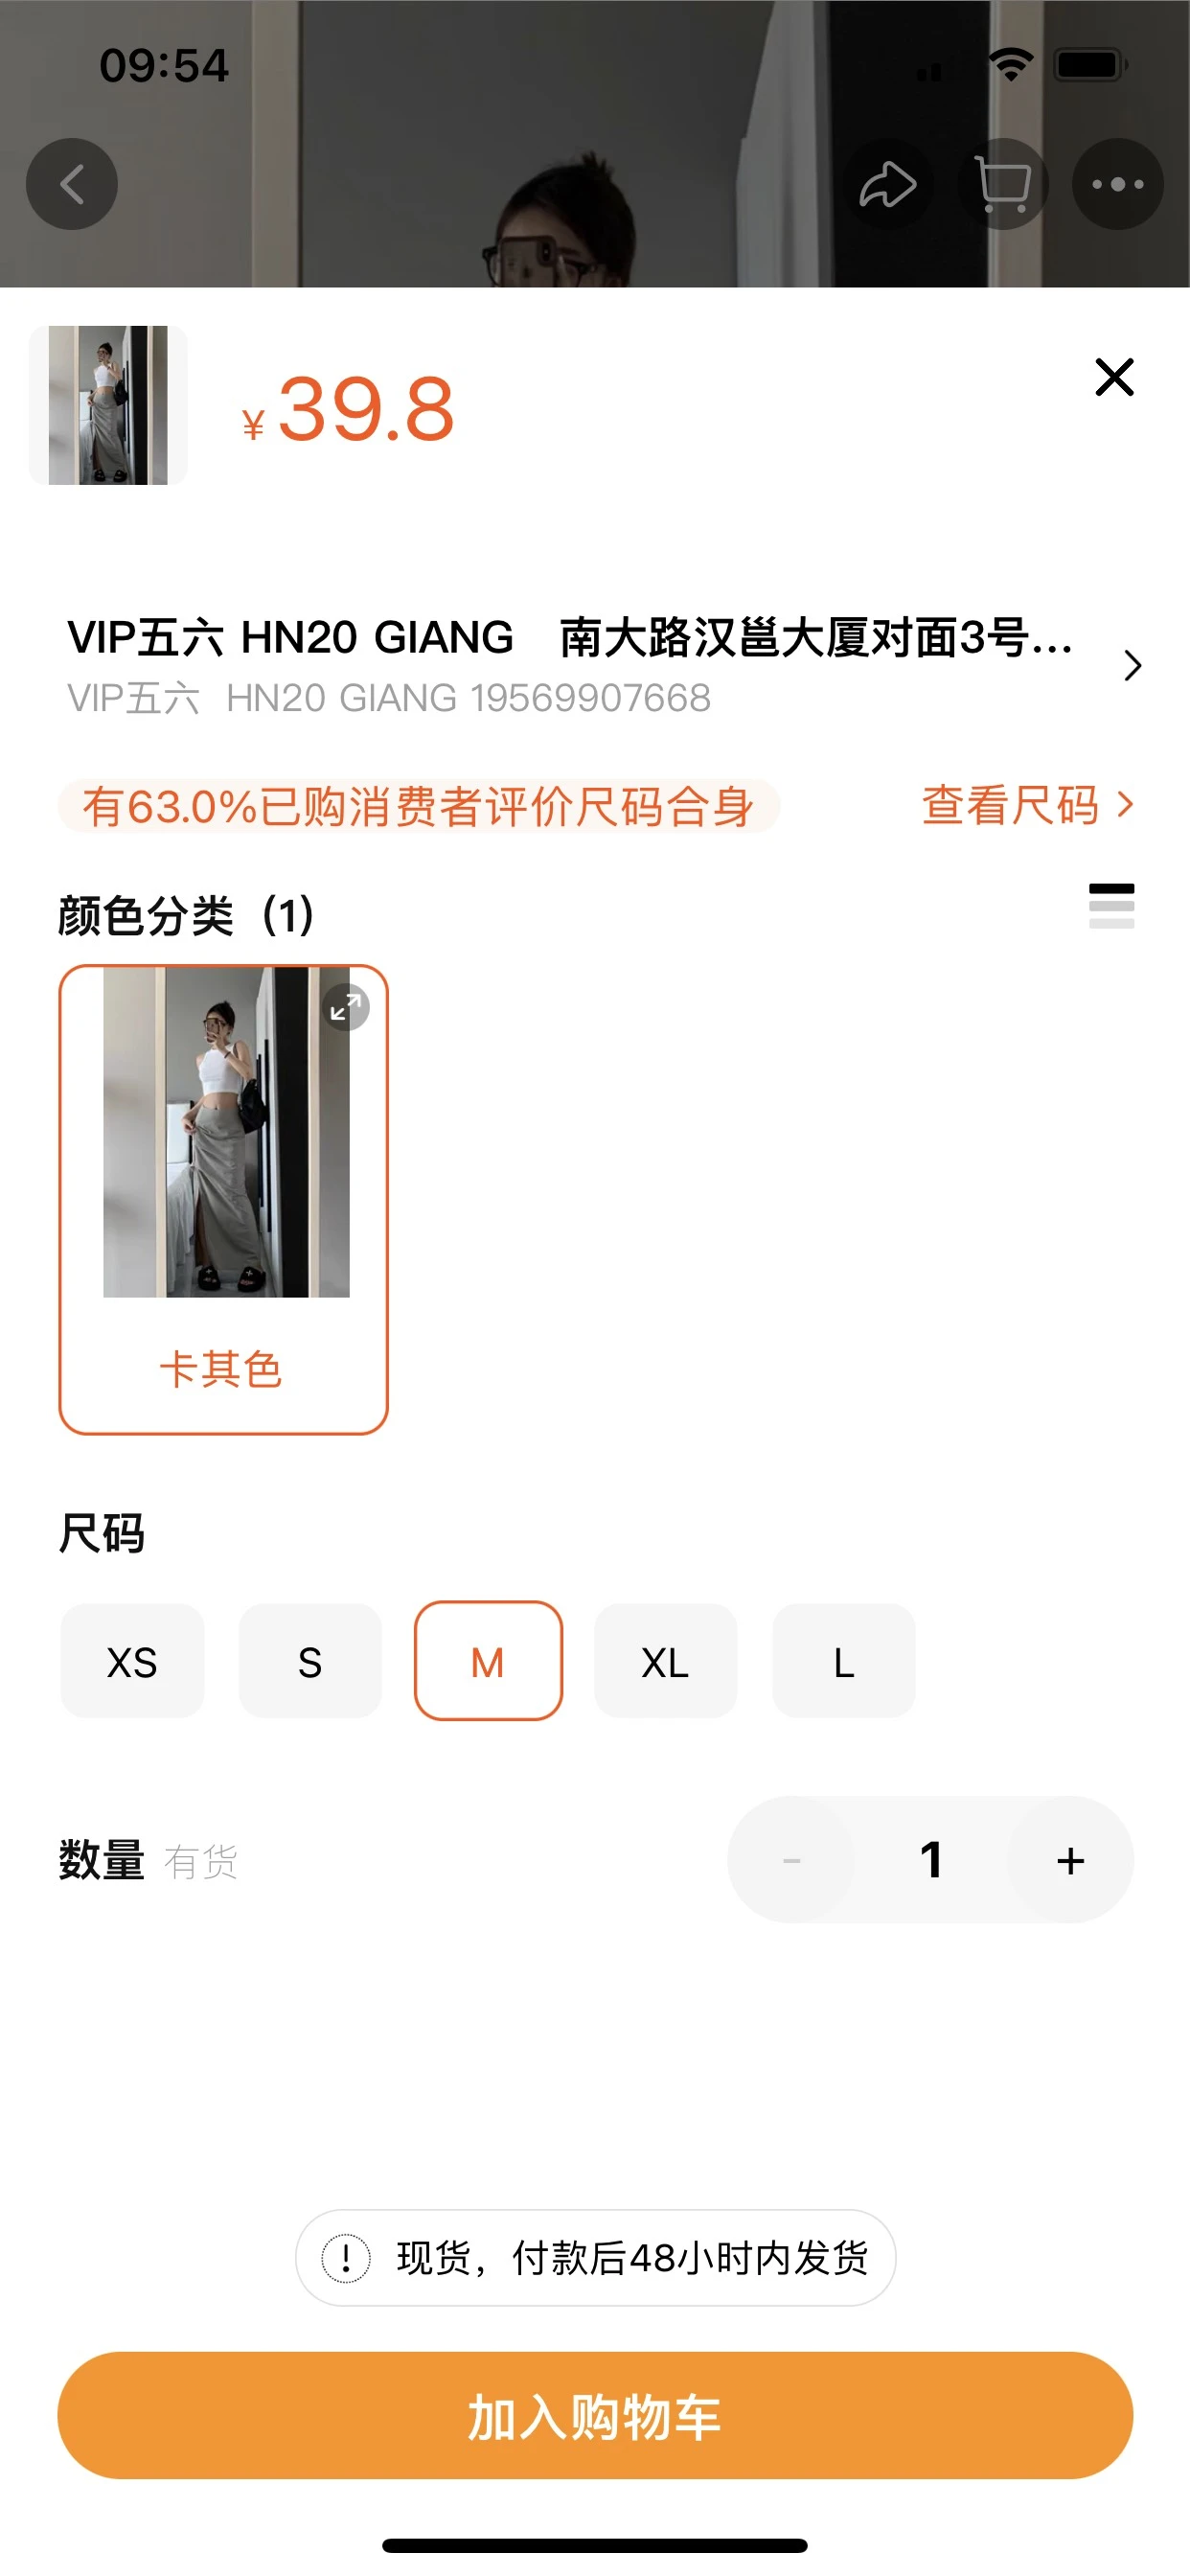 09:54
¥39.8
VIP五六 HN20 GIANG 南大路汉邕大厦对面3号...
VIP五六 HN20 GIANG 19569907668
有63.0%已购消费者评价尺码合身
查看尺码
颜色分类 (1)
卡其色
尺码
XS
S
M
XL
L
数量 有货
- 1 +
现货，付款后48小时内发货
加入购物车